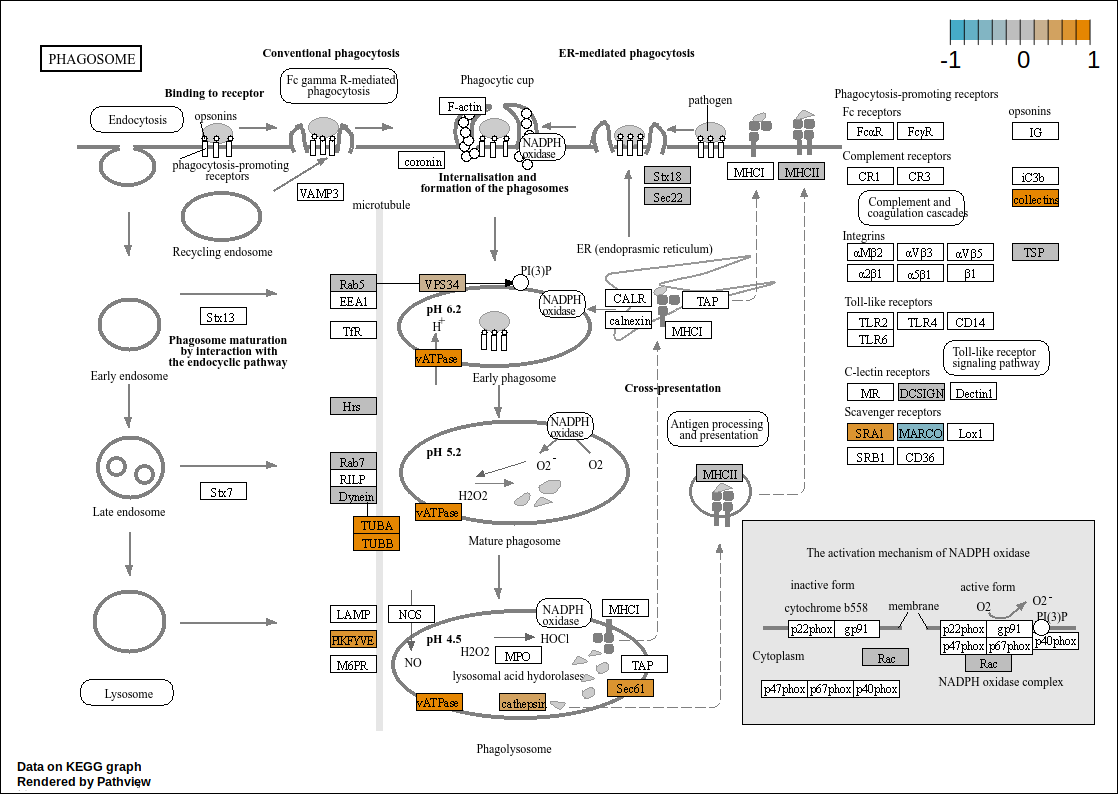 PHAGOSOME
Conventional phagocytosis
ER-mediated phagocytosis
-1
0
1
Fc gamma R-mediated
phagocytosis
Phagocytic cup
Binding to receptor
Endocytosis
opsonins
F-actin
pathogen
NADPH
oxidase
coronin
phagocytosis-promoting
receptors
VAMP3
Internalisation and
formation of the phagosomes
Stx18
Sec22
MHCI
MHCII
microtubule
Recycling endosome
ER (endoprasmic reticulum)
Phagocytosis-promoting receptors
Fc receptors
opsonins
FcαR
FcγR
IG
Complement receptors
CR1
CR3
iC3b
collectins
Complement and
coagulation cascades
Integrins
αMβ2
αVβ3
αVβ5
TSP
α2β1
α5β1
β1
Toll-like receptors
TLR2
TLR4
CD14
TLR6
Toll-like receptor
signaling pathway
C-lectin receptors
MR
DCSIGN
Dectin1
Scavenger receptors
SRA1
MARCO
Lox1
SRB1
CD36
Rab5
EEA1
VPS34
PI(3)P
NADPH
oxidase
CALR
TAP
calnexin
MHCI
pH 6.2
H+
vATPase
Stx13
TfR
Phagosome maturation
by interaction with
the endocyclic pathway
Early endosome
Early phagosome
Cross-presentation
Hrs
NADPH
oxidase
Antigen processing
and presentation
pH 5.2
O2-
O2
H2O2
Rab7
RILP
Dynein
MHCII
Stx7
vATPase
TUBA
TUBB
Late endosome
Mature phagosome
LAMP
NOS
NADPH
oxidase
MHCI
PIKFYVE
pH 4.5
HOCl
H2O2
MPO
M6PR
NO
TAP
lysosomal acid hydorolases
Sec61
vATPase
cathepsin
Lysosome
Phagolysosome
The activation mechanism of NADPH oxidase
inactive form
active form
cytochrome b558
membrane
O2
O2-
PI(3)P
p22phox
gp91
p22phox
gp91
p47phox
p67phox
p40phox
Cytoplasm
Rac
Rac
NADPH oxidase complex
p47phox
p67phox
p40phox
Data on KEGG graph
Rendered by Pathview